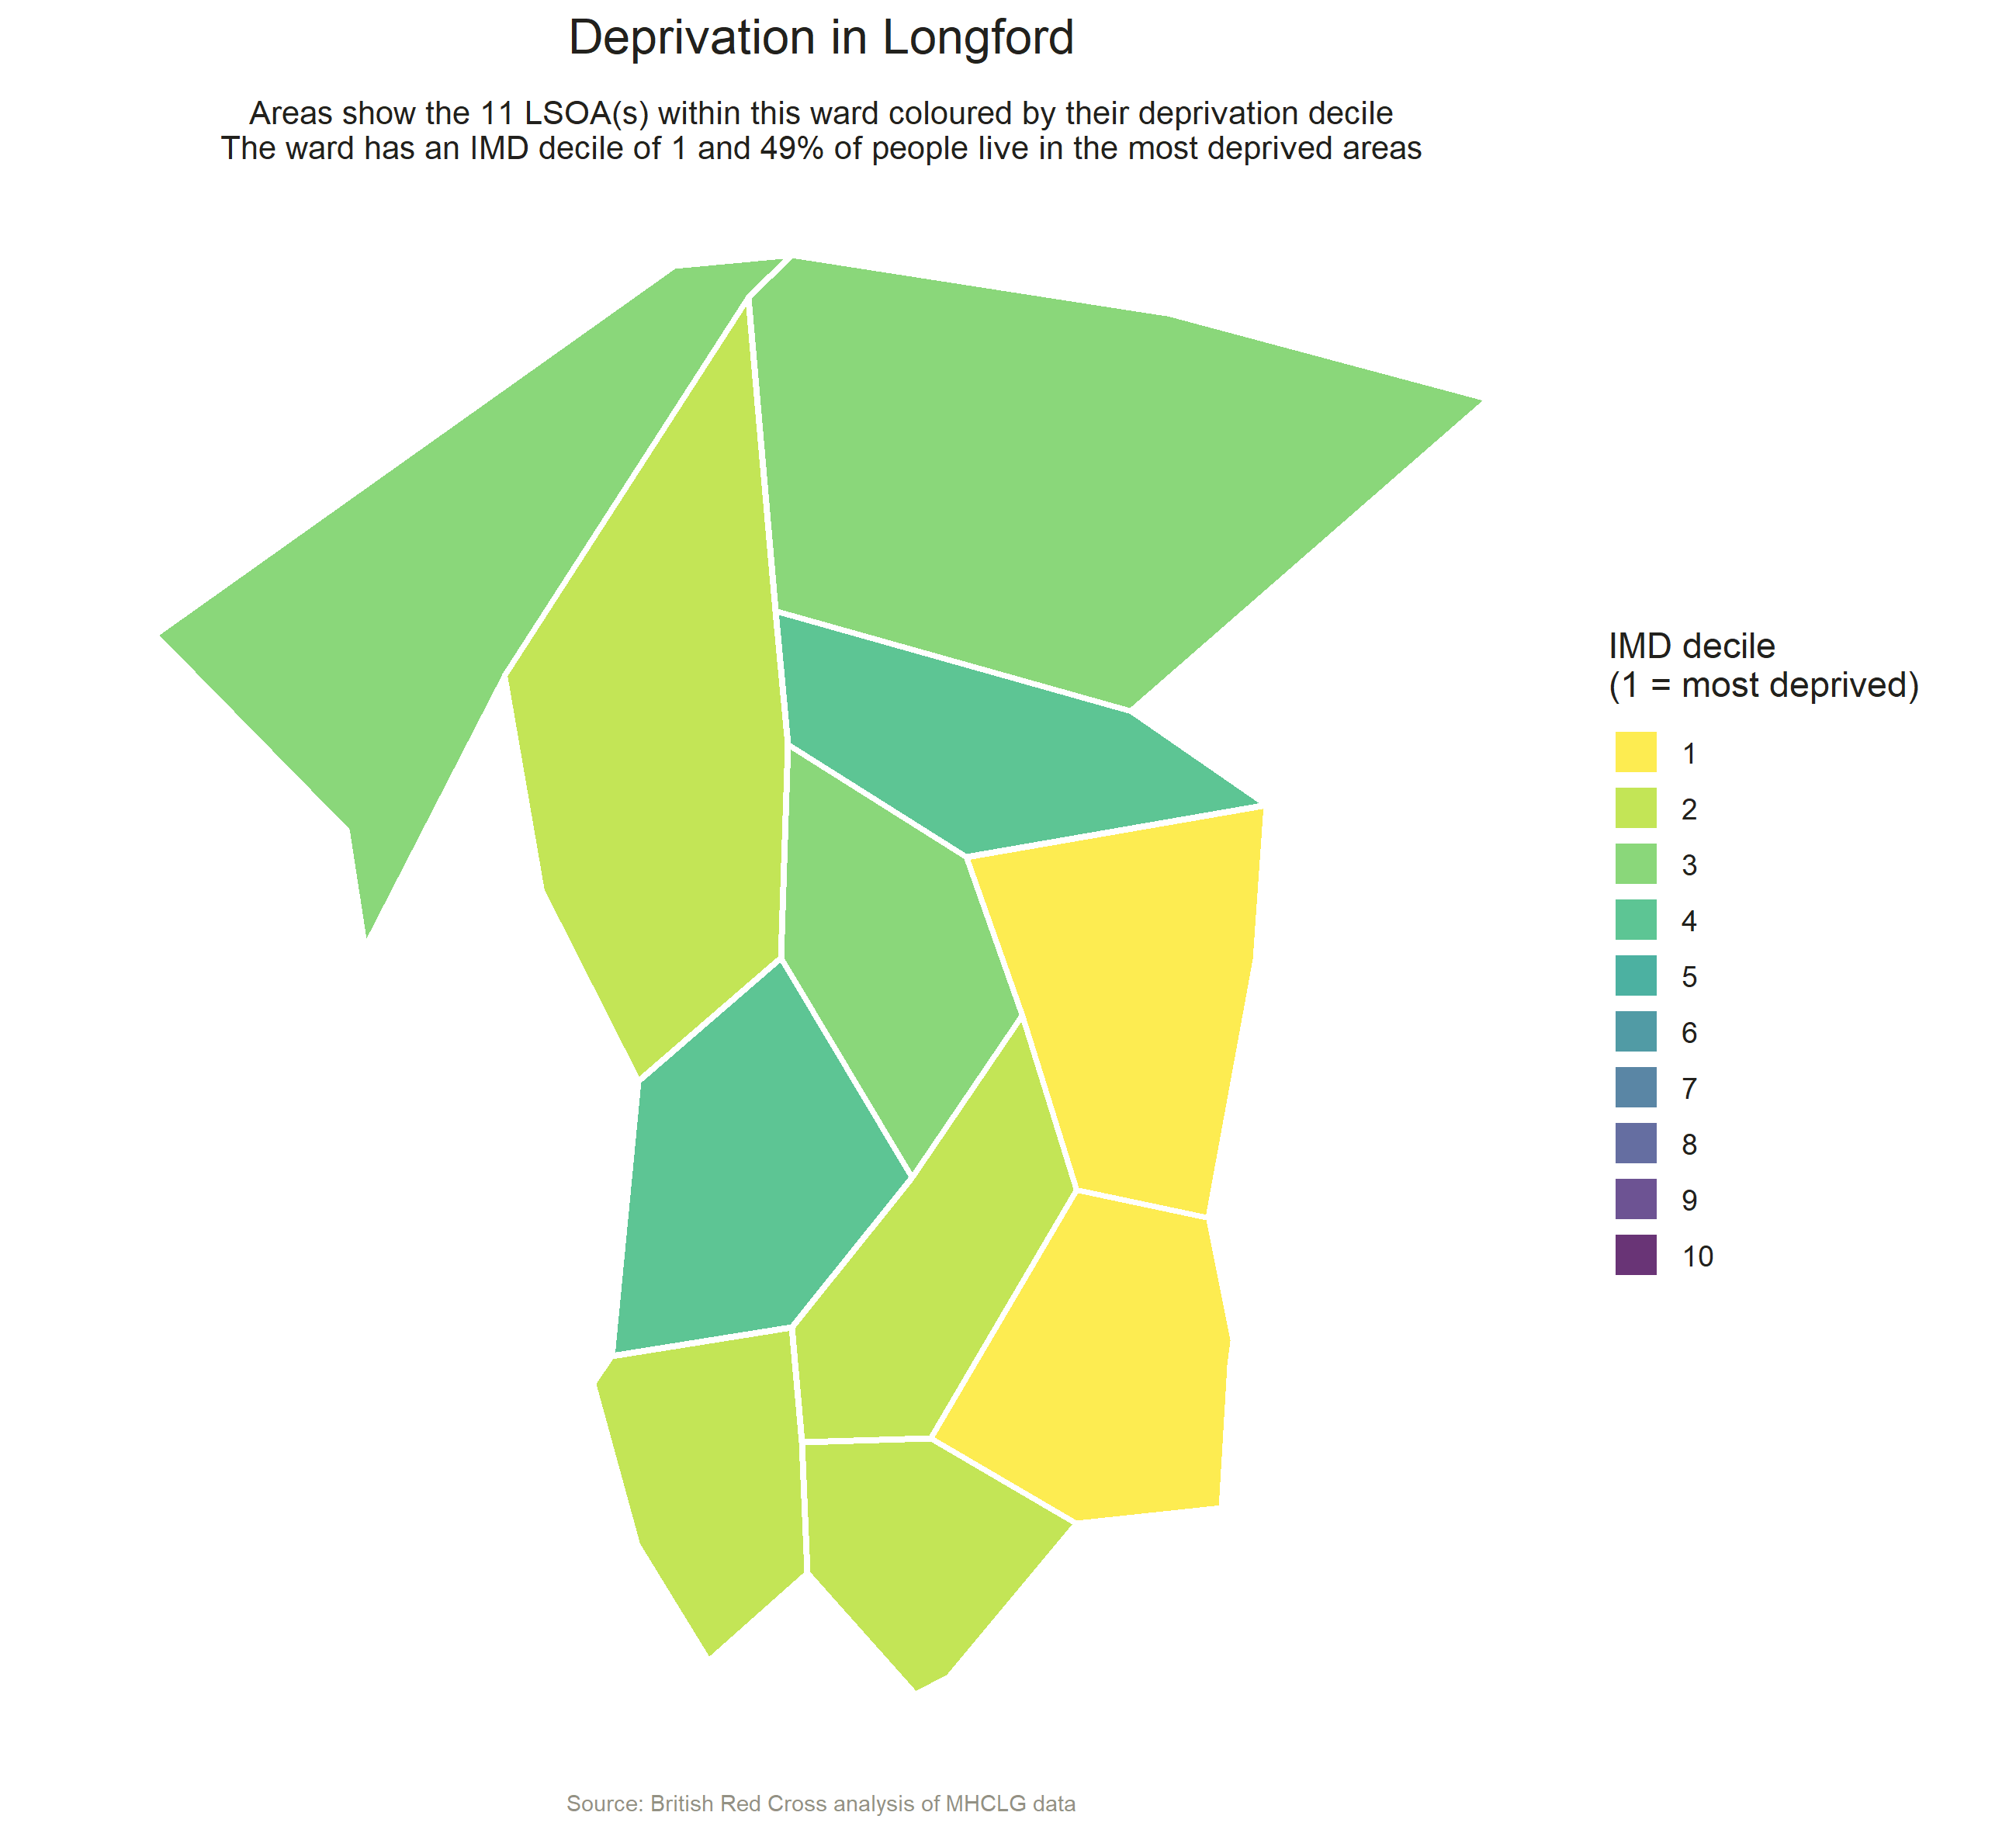 Deprivation in Longford
Areas show the 11 LSOA(s) within this ward coloured by their deprivation decile
The ward has an IMD decile of 1 and 49% of people live in the most deprived areas
IMD decile
(1 = most deprived)
1
2
3
4
5
6
7
8
9
10
Source: British Red Cross analysis of MHCLG data